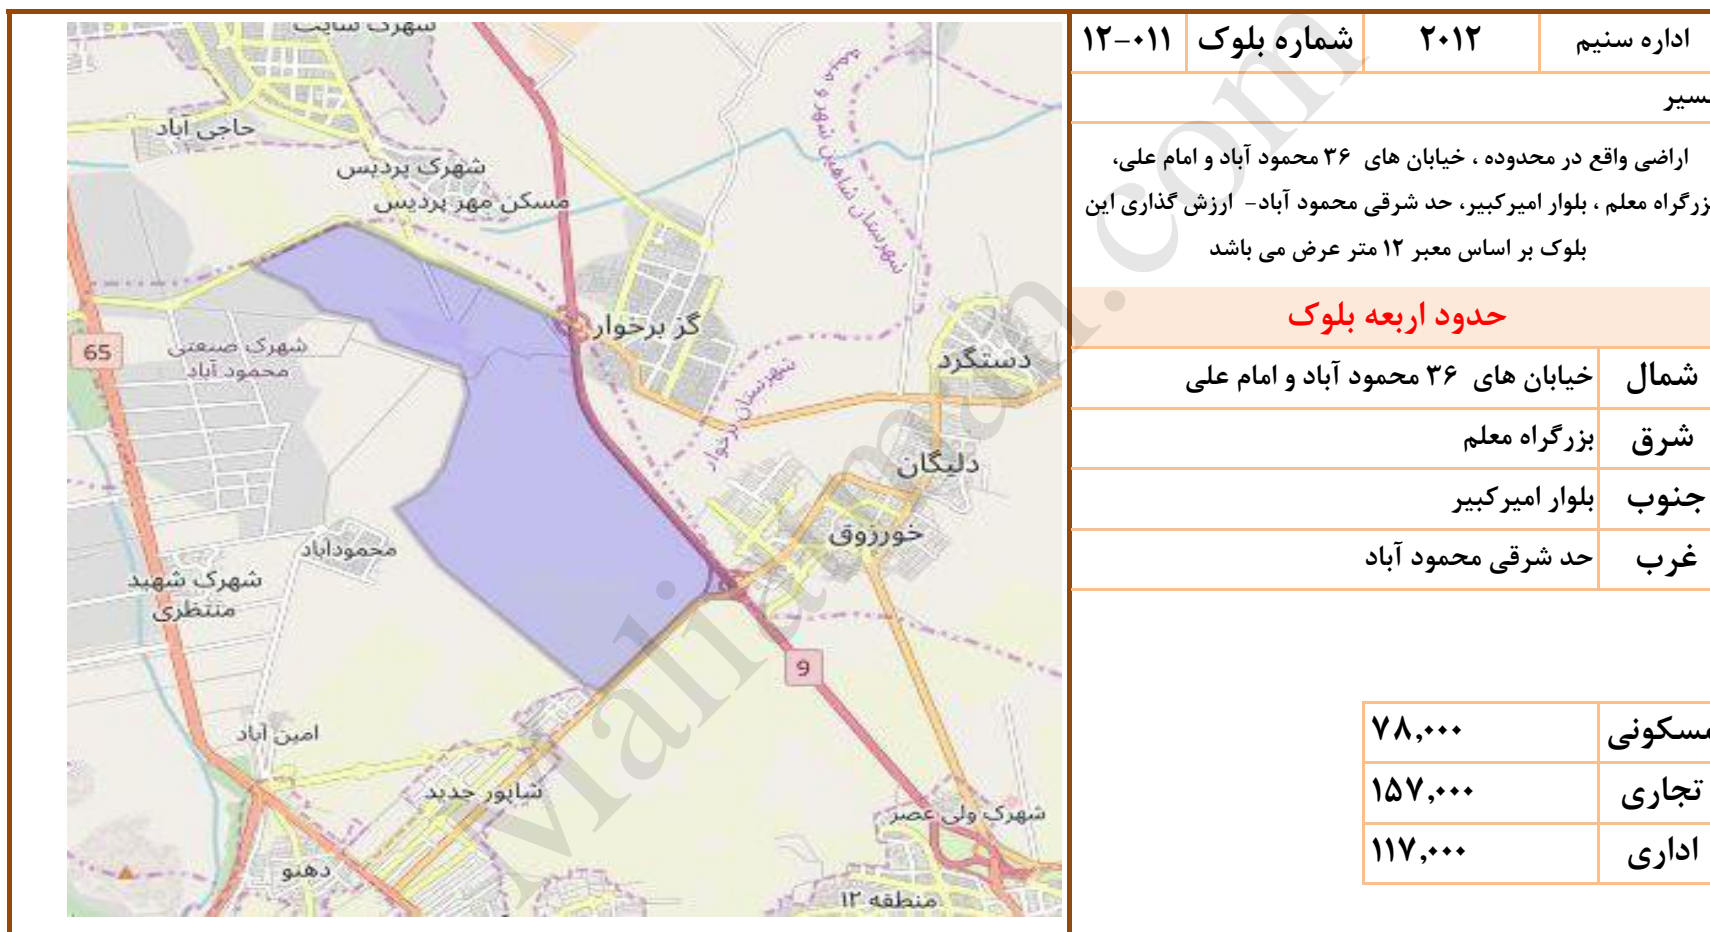 اداره سنیم ۲۰۱۲ شماره بلوک ۱۲-۰۱۱
اراضی واقع در محدوده ، خیابان های ۳۶ محمود آباد و امام علی،
معلم ، بلوار امیرکبیر، حد شرقی محمود آباد- ارزش گذاری این
بلوک بر اساس معبر ۱۲ متر عرض می باشد
حدود اربعه بلوک
شمال خیابان های ۳۶ محمود آباد و امام علی
شرق بزرگراه معلم
جنوب بلوار امیرکبیر
غرب حد شرقی محمود آباد
مسکونی ۷۸,۰۰۰
تجاری ۱۵۷,۰۰۰
اداری ۱۱۷,۰۰۰
حاجی آباد
شهرک پردیس
مسکن مهر پردیس
شهرستان شاهین شهر و میمه
گز برخوار
65
شهرک صنعتی
محمود آباد
دستگرد
شهرستان برخوار
دلیگان
خورزوق
محمودآباد
شهرک شهید
منتظری
9
امین آباد
شاپور جدید
شهرک ولی عصر
دهنو
منطقه ۱۲